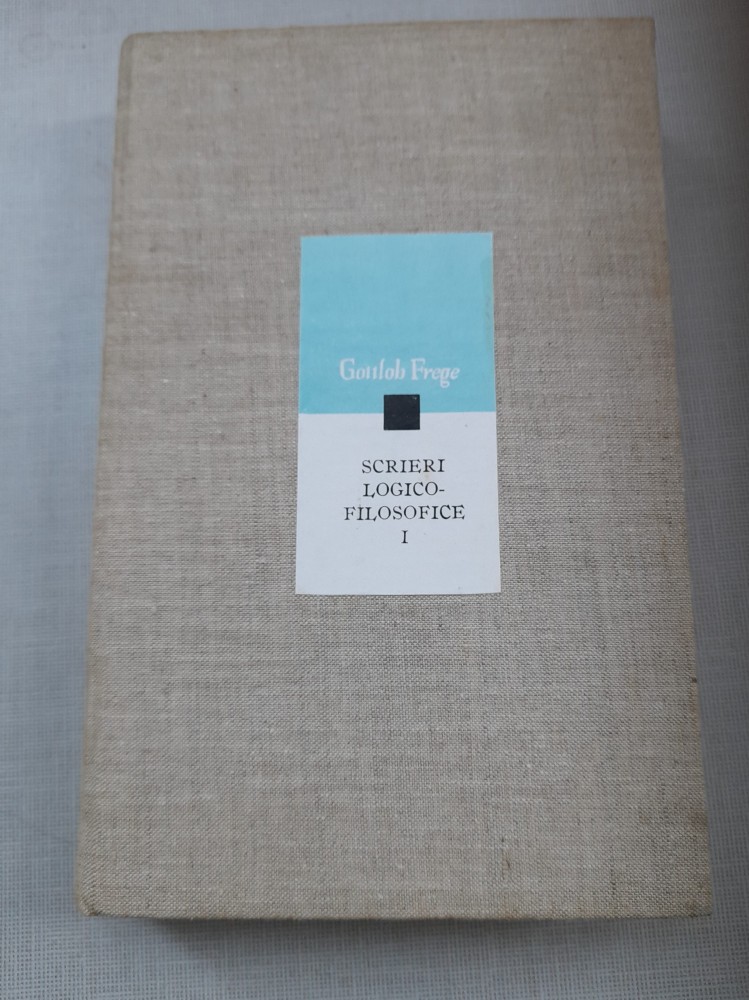 Gottlob Frege
SCRIERI
LOGICO-
FILOSOFICE
I